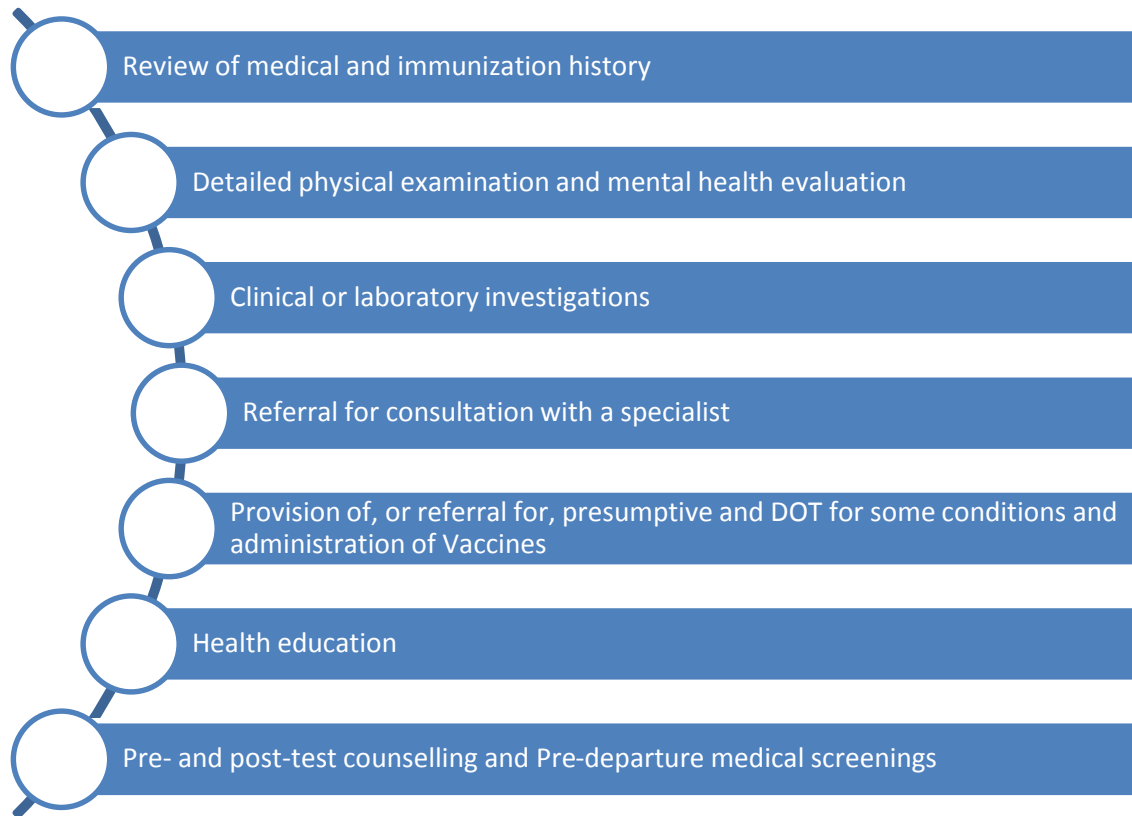 Review of medical and immunization history
Detailed physical examination and mental health evaluation
Clinical or laboratory investigations
Referral for consultation with a specialist
Provision of, or referral for, presumptive and DOT for some conditions and
administration of Vaccines
Health education
Pre- and post-test counselling and Pre-departure medical screenings